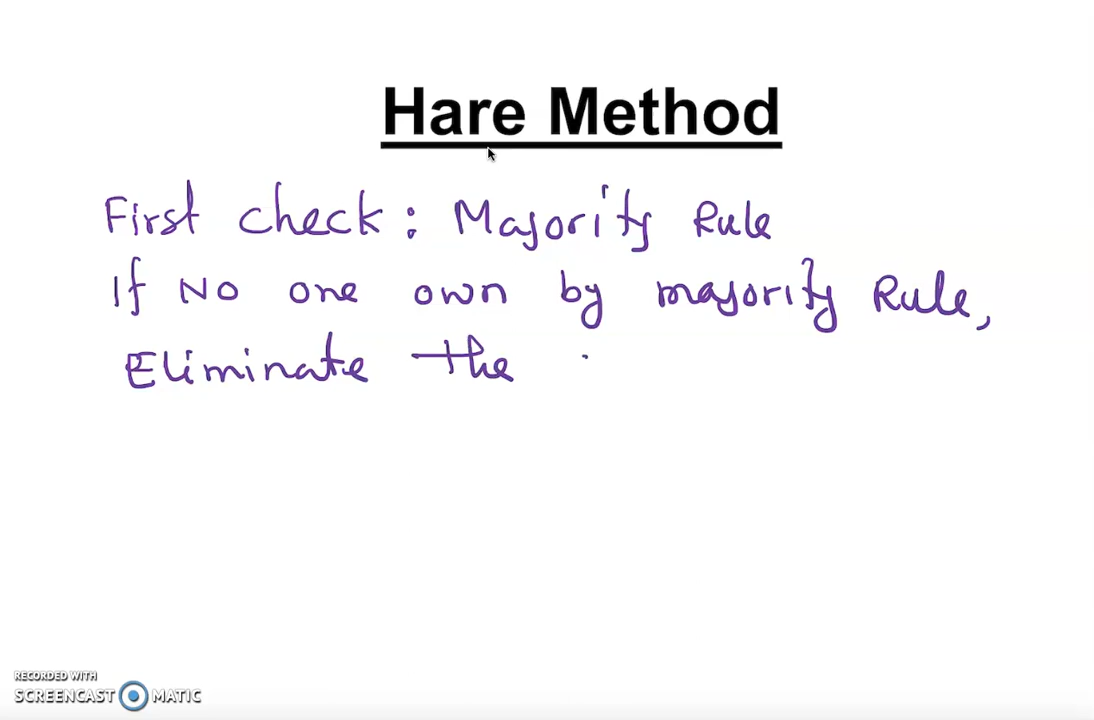 Hare Method
First check: Majority Rule
If No one own by majority Rule,
Eliminate the
RECORDED WITH
SCREENCAST MATIC